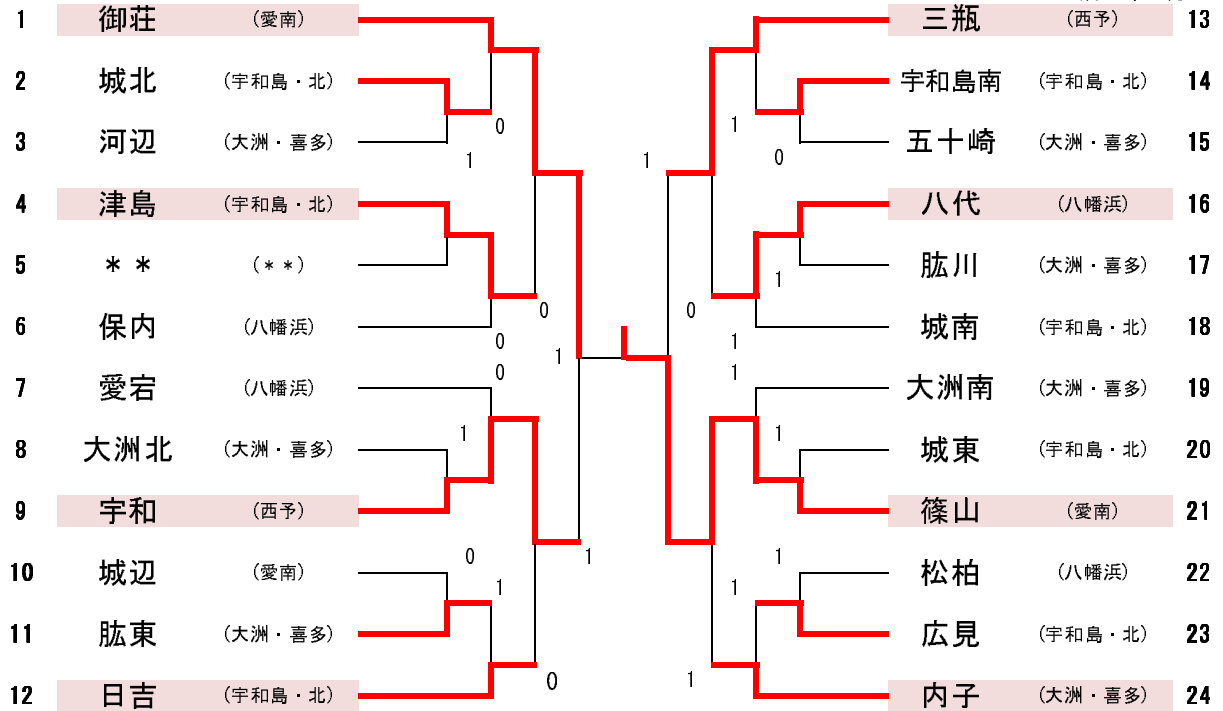 1 御荘 (愛南)
2 城北 (宇和島・北)
3 河辺 (大洲・喜多)
4 津島 (宇和島・北)
5 ** (**)
6 保内 (八幡浜)
7 愛宕 (八幡浜)
8 大洲北 (大洲・喜多)
9 宇和 (西予)
10 城辺 (愛南)
11 肱東 (大洲・喜多)
12 日吉 (宇和島・北)
0
1
0
0
0
1
1
0
1
1
0
1
1
0
0
1
1
1
1
1
1
1
三瓶 (西予) 13
宇和島南 (宇和島・北) 14
五十崎 (大洲・喜多) 15
八代 (八幡浜) 16
肱川 (大洲・喜多) 17
城南 (宇和島・北) 18
大洲南 (大洲・喜多) 19
城東 (宇和島・北) 20
篠山 (愛南) 21
松柏 (八幡浜) 22
広見 (宇和島・北) 23
内子 (大洲・喜多) 24